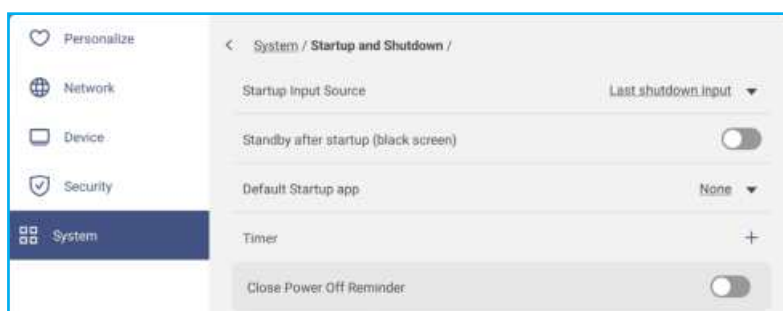 Personalize
Network
Device
Security
System
System / Startup and Shutdown /
Startup Input Source Last shutdown input
Standby after startup (black screen)
Default Startup app None
Timer +
Close Power Off Reminder